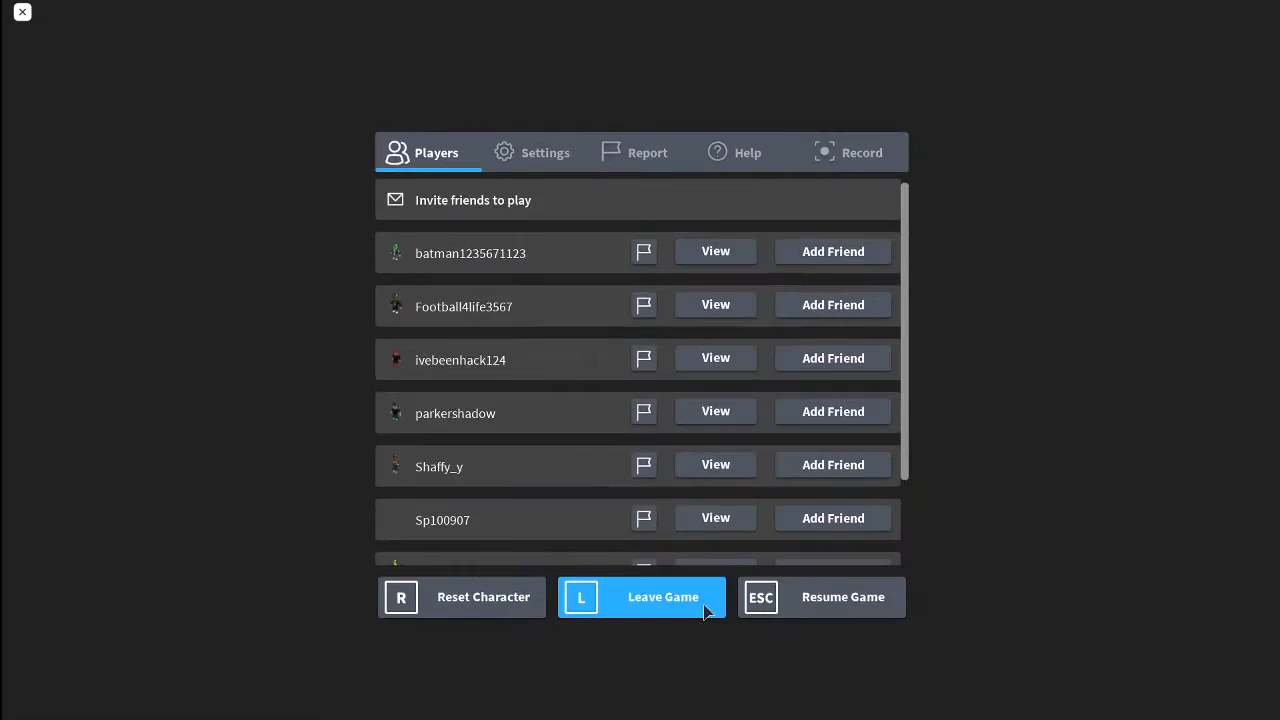 Players Settings Report Help Record
Invite friends to play
batman1235671123 View Add Friend
Football4life3567 View Add Friend
ivebeenhack124 View Add Friend
parkershadow View Add Friend
Shaffy_y View Add Friend
Sp100907 View Add Friend
R Reset Character L Leave Game ESC Resume Game